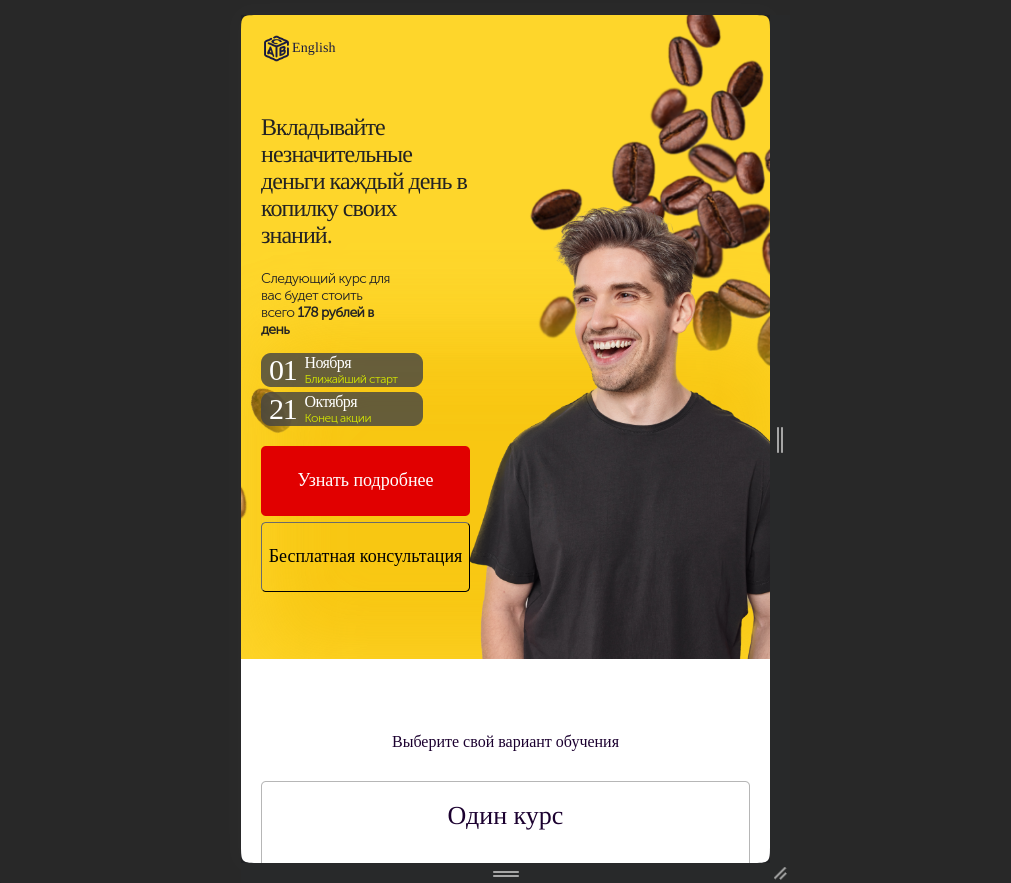 САТВ English
Вкладывайте
незначительные
деньги каждый день в
копилку своих
знаний.
Следующий курс для
вас будет стоить
всего 178 рублей в
день
01 Ноября
Ближайший старт
21 Октября
Конец акции
Узнать подробнее
Бесплатная консультация
Выберите свой вариант обучения
Один курс